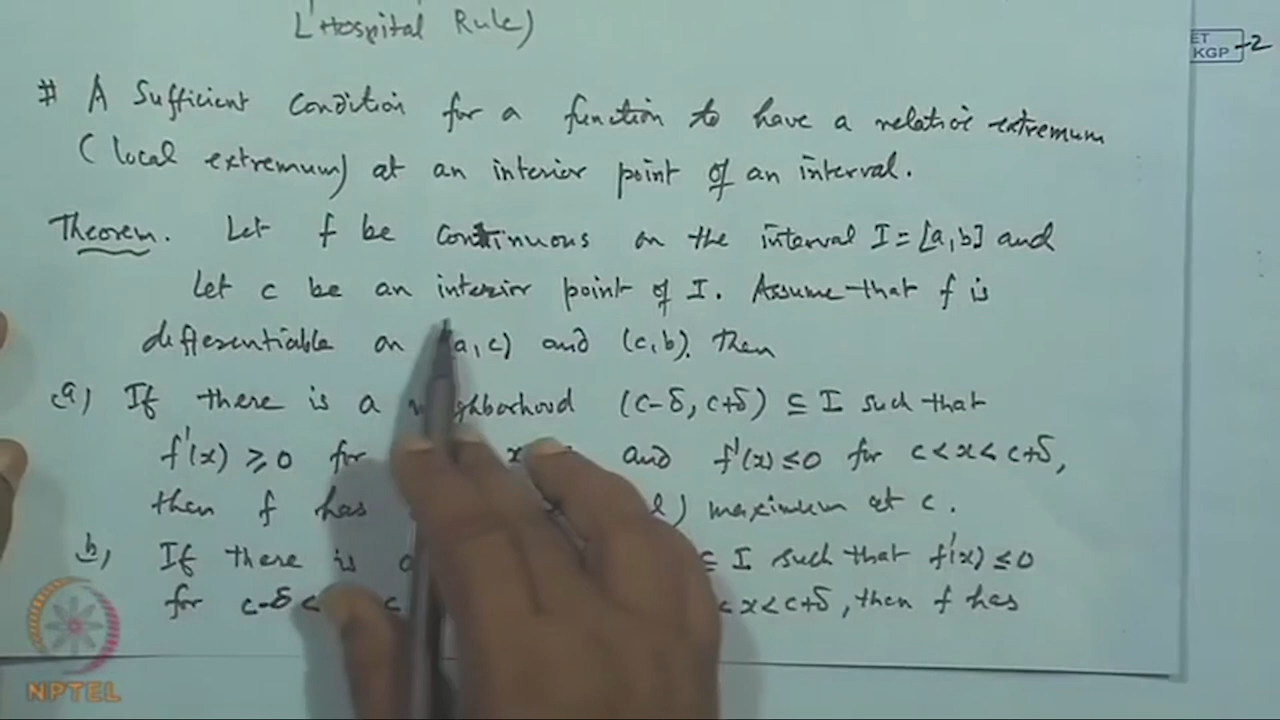 L'Hospital Rule)
ET
KGP -2
# A Sufficient Condition for a function to have a relative extremum
(local extremum) at an interior point of an interval.
Theorem. Let f be continuous on the interval I = [a,b] and
Let c be an interior point of I. Assume that f is
differentiable on (a,c) and (c,b). Then
(a) If there is a neighborhood (c-δ, c+δ) ⊆ I such that
f'(x) ≥ 0 for x and f'(x) ≤ 0 for c < x < c+δ,
then f has maximum at c.
b) If there is ⊆ I such that f'(x) ≤ 0
for c-δ < c < x < c+δ, then f has
NPTEL